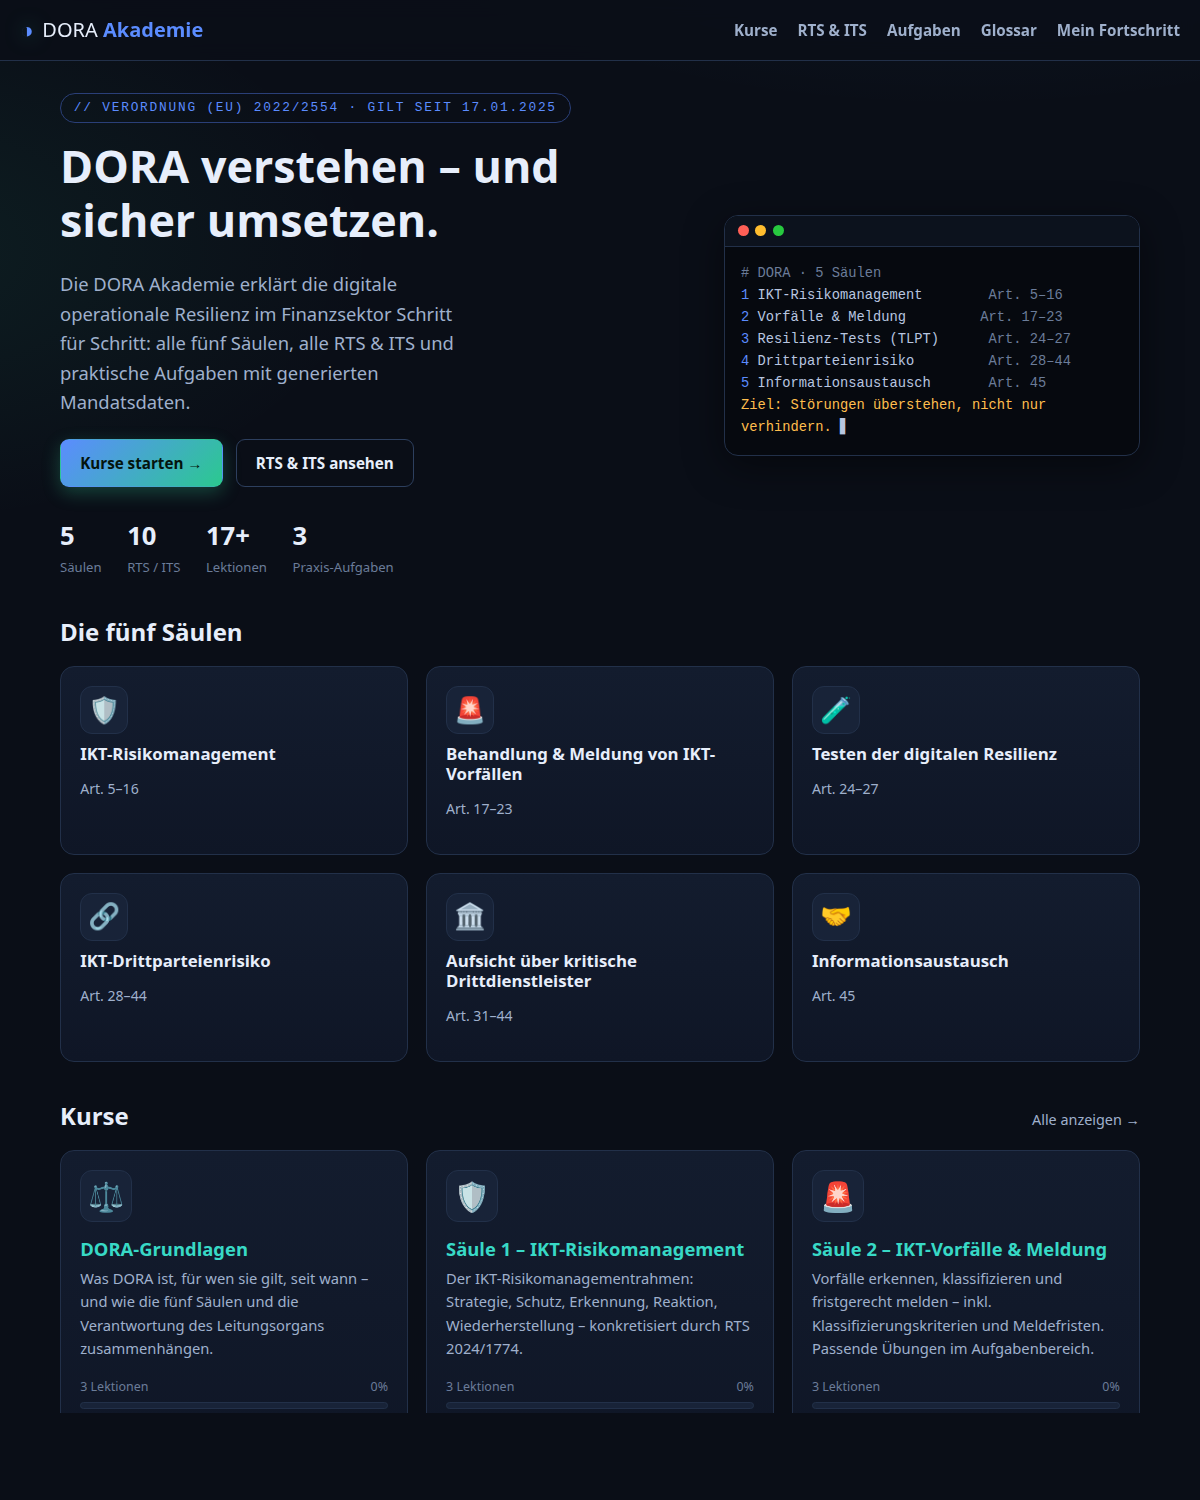 DORA Akademie
Kurse RTS & ITS Aufgaben Glossar Mein Fortschritt
// VERORDNUNG (EU) 2022/2554 · GILT SEIT 17.01.2025
DORA verstehen – und
sicher umsetzen.
Die DORA Akademie erklärt die digitale
operationale Resilienz im Finanzsektor Schritt
für Schritt: alle fünf Säulen, alle RTS & ITS und
praktische Aufgaben mit generierten
Mandatsdaten.
Kurse starten →
RTS & ITS ansehen
5 Säulen
10 RTS / ITS
17+ Lektionen
3 Praxis-Aufgaben
# DORA · 5 Säulen
1 IKT-Risikomanagement Art. 5–16
2 Vorfälle & Meldung Art. 17–23
3 Resilienz-Tests (TLPT) Art. 24–27
4 Drittparteienrisiko Art. 28–44
5 Informationsaustausch Art. 45
Ziel: Störungen überstehen, nicht nur
verhindern.
Die fünf Säulen
IKT-Risikomanagement
Art. 5–16
Behandlung & Meldung von IKT-
Vorfällen
Art. 17–23
Testen der digitalen Resilienz
Art. 24–27
IKT-Drittparteienrisiko
Art. 28–44
Aufsicht über kritische
Drittdienstleister
Art. 31–44
Informationsaustausch
Art. 45
Kurse
Alle anzeigen →
DORA-Grundlagen
Was DORA ist, für wen sie gilt, seit wann –
und wie die fünf Säulen und die
Verantwortung des Leitungsorgans
zusammenhängen.
3 Lektionen 0%
Säule 1 – IKT-Risikomanagement
Der IKT-Risikomanagementrahmen:
Strategie, Schutz, Erkennung, Reaktion,
Wiederherstellung – konkretisiert durch RTS
2024/1774.
3 Lektionen 0%
Säule 2 – IKT-Vorfälle & Meldung
Vorfälle erkennen, klassifizieren und
fristgerecht melden – inkl.
Klassifizierungskriterien und Meldefristen.
Passende Übungen im Aufgabenbereich.
3 Lektionen 0%